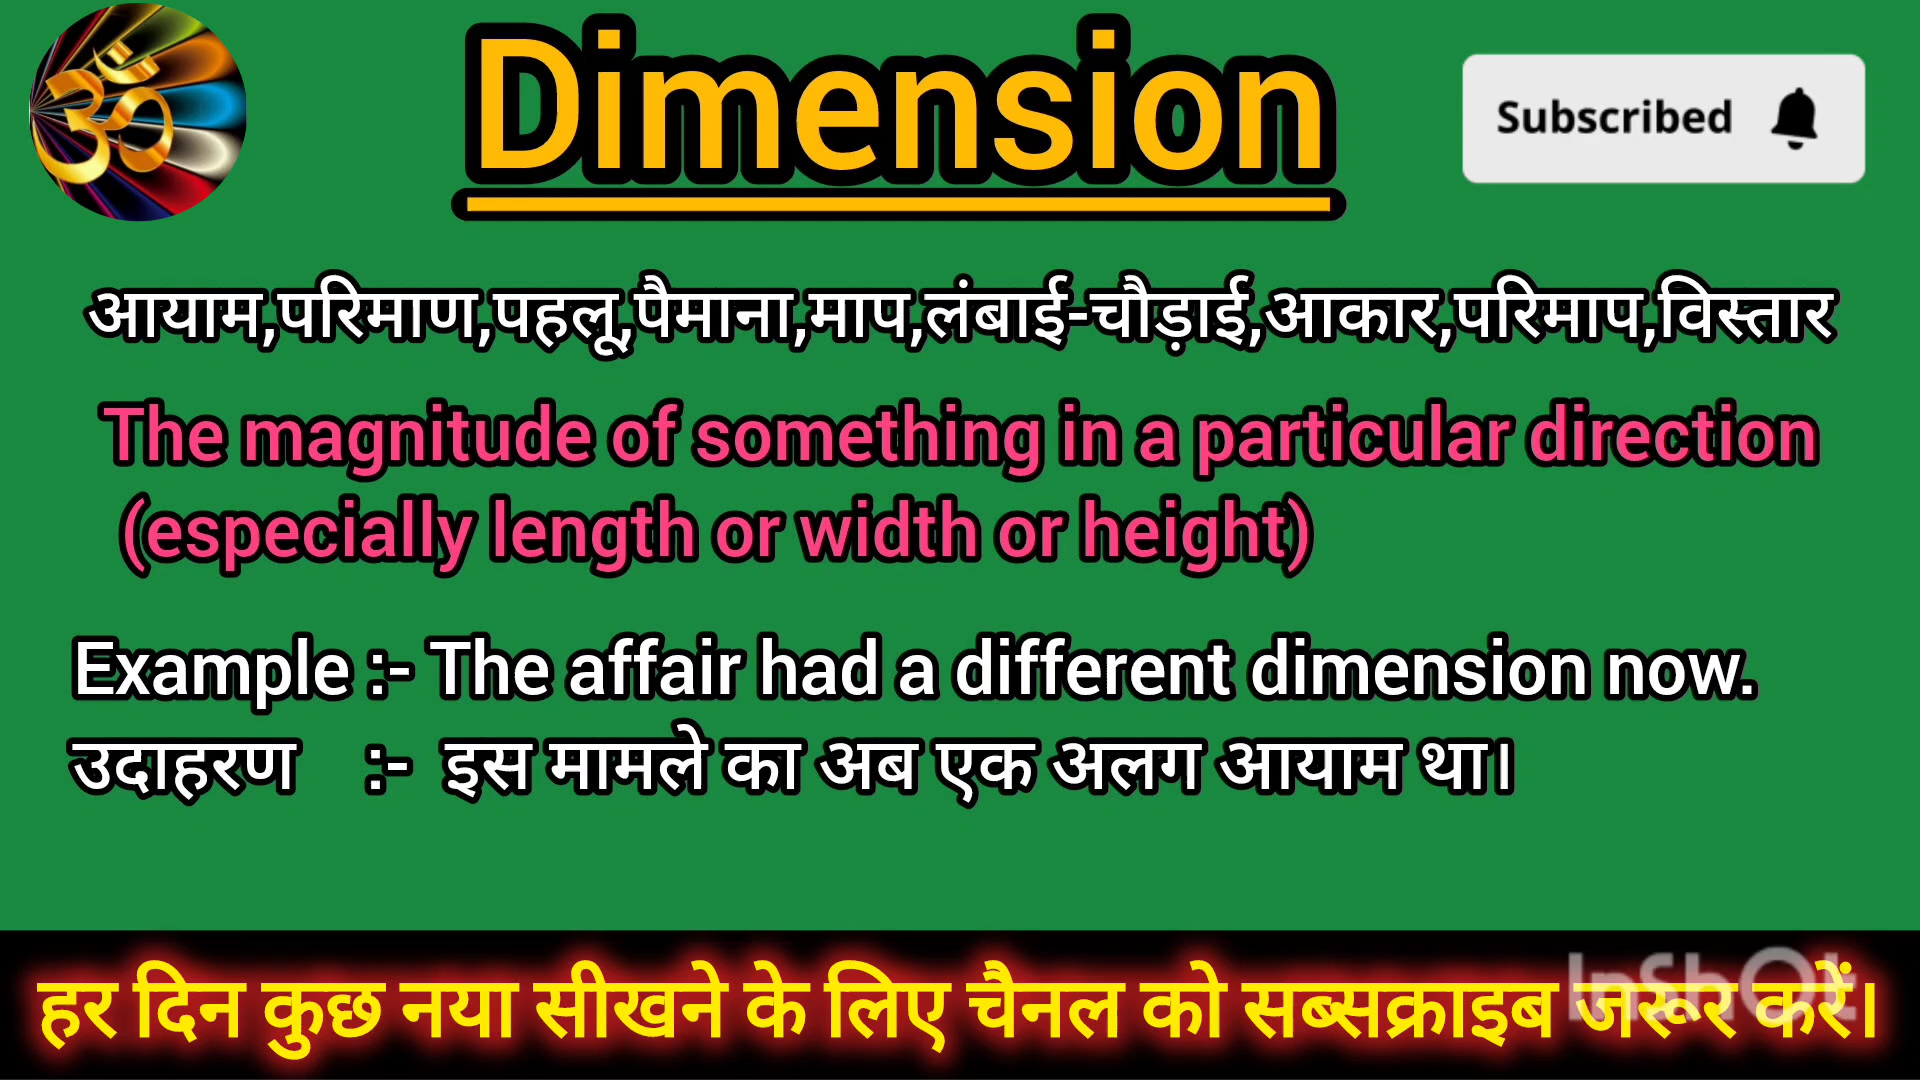 ॐ
Dimension
Subscribed
आयाम,परिमाण,पहलू,पैमाना,माप,लंबाई-चौड़ाई,आकार,परिमाप,विस्तार
The magnitude of something in a particular direction
(especially length or width or height)
Example :- The affair had a different dimension now.
उदाहरण :- इस मामले का अब एक अलग आयाम था।
हर दिन कुछ नया सीखने के लिए चैनल को सब्सक्राइब जरूर करें।
InShOt